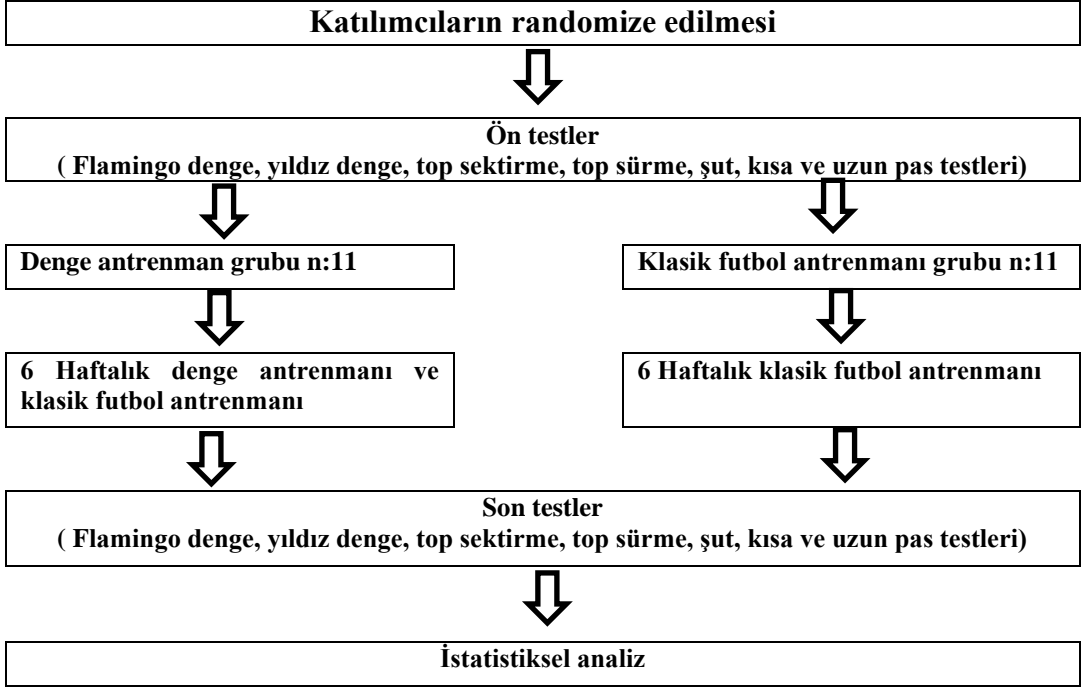 Katılımcıların randomize edilmesi
Ön testler
( Flamingo denge, yıldız denge, top sektirme, top sürme, şut, kısa ve uzun pas testleri)
Denge antrenman grubu n:11
Klasik futbol antrenmanı grubu n:11
6 Haftalık denge antrenmanı ve
klasik futbol antrenmanı
6 Haftalık klasik futbol antrenmanı
Son testler
( Flamingo denge, yıldız denge, top sektirme, top sürme, şut, kısa ve uzun pas testleri)
İstatistiksel analiz